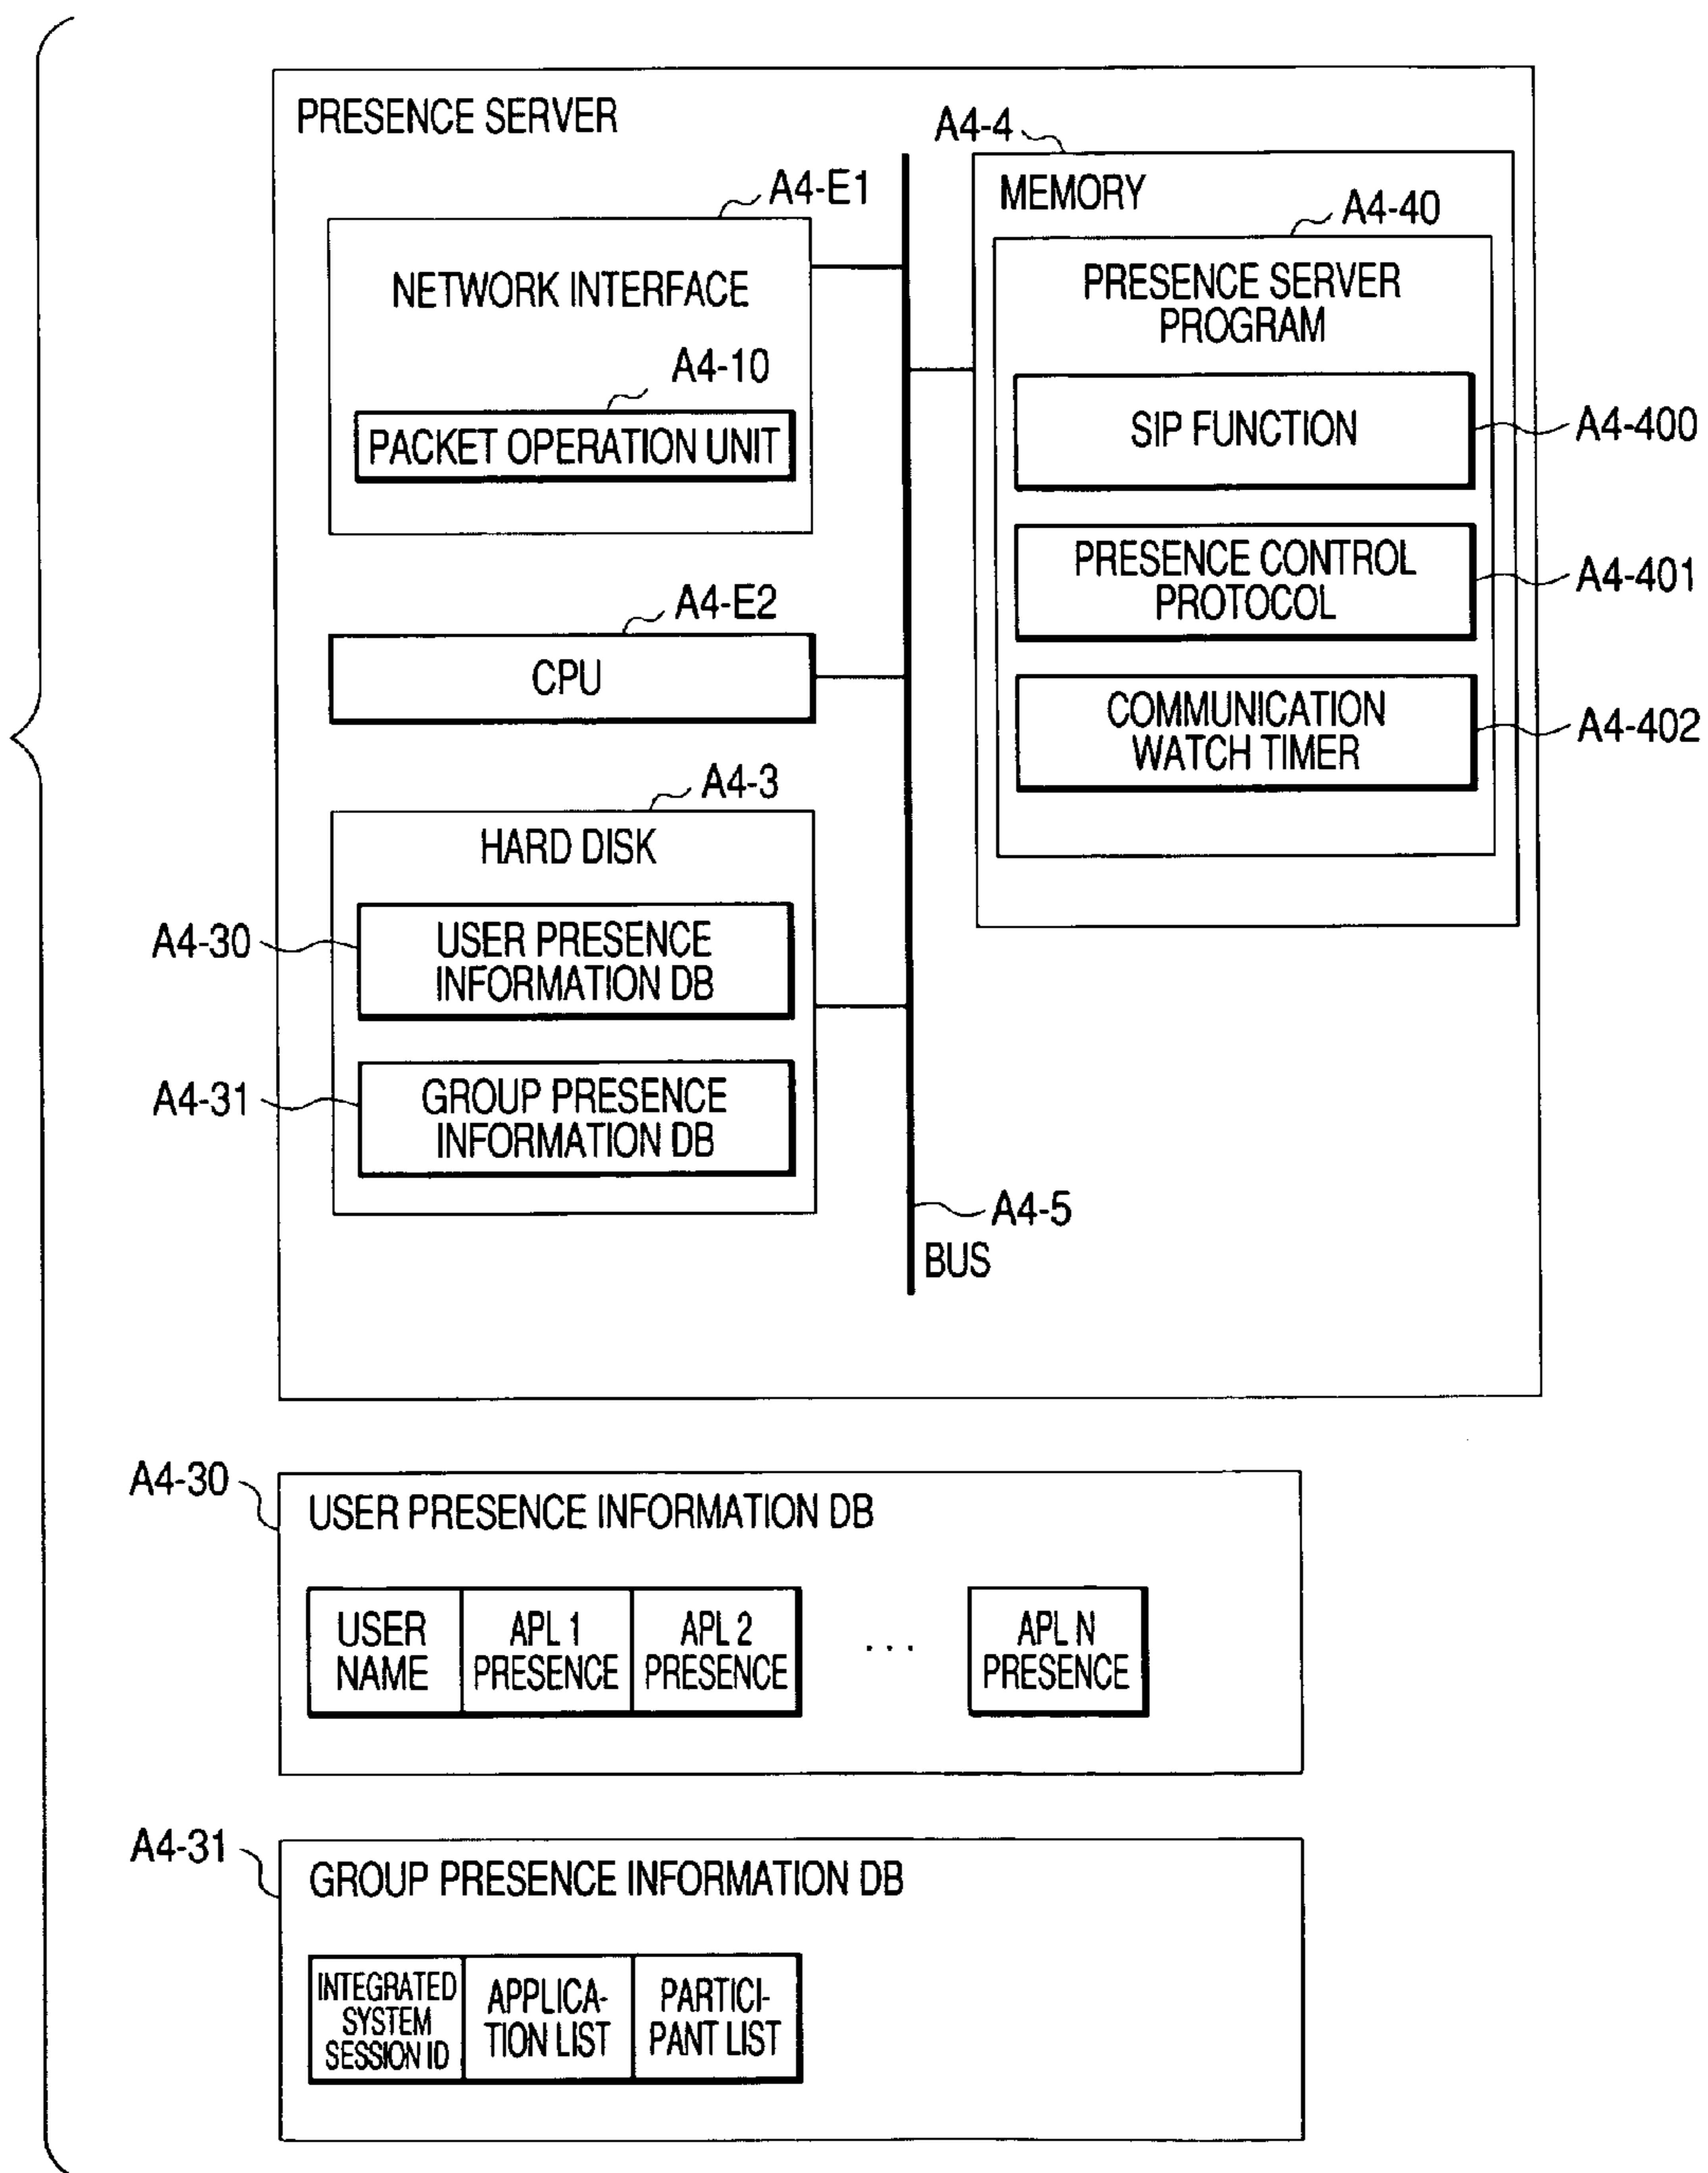 PRESENCE SERVER
A4-4
MEMORY
A4-E1
A4-40
NETWORK INTERFACE
PRESENCE SERVER
PROGRAM
A4-10
PACKET OPERATION UNIT
SIP FUNCTION
A4-400
PRESENCE CONTROL
PROTOCOL
A4-401
A4-E2
CPU
COMMUNICATION
WATCH TIMER
A4-402
A4-3
HARD DISK
A4-30
USER PRESENCE
INFORMATION DB
A4-31
GROUP PRESENCE
INFORMATION DB
A4-5
BUS
A4-30
USER PRESENCE INFORMATION DB
USER
NAME
APL 1
PRESENCE
APL 2
PRESENCE
...
APL N
PRESENCE
A4-31
GROUP PRESENCE INFORMATION DB
INTEGRATED
SYSTEM
SESSION ID
APPLICA-
TION LIST
PARTICI-
PANT LIST